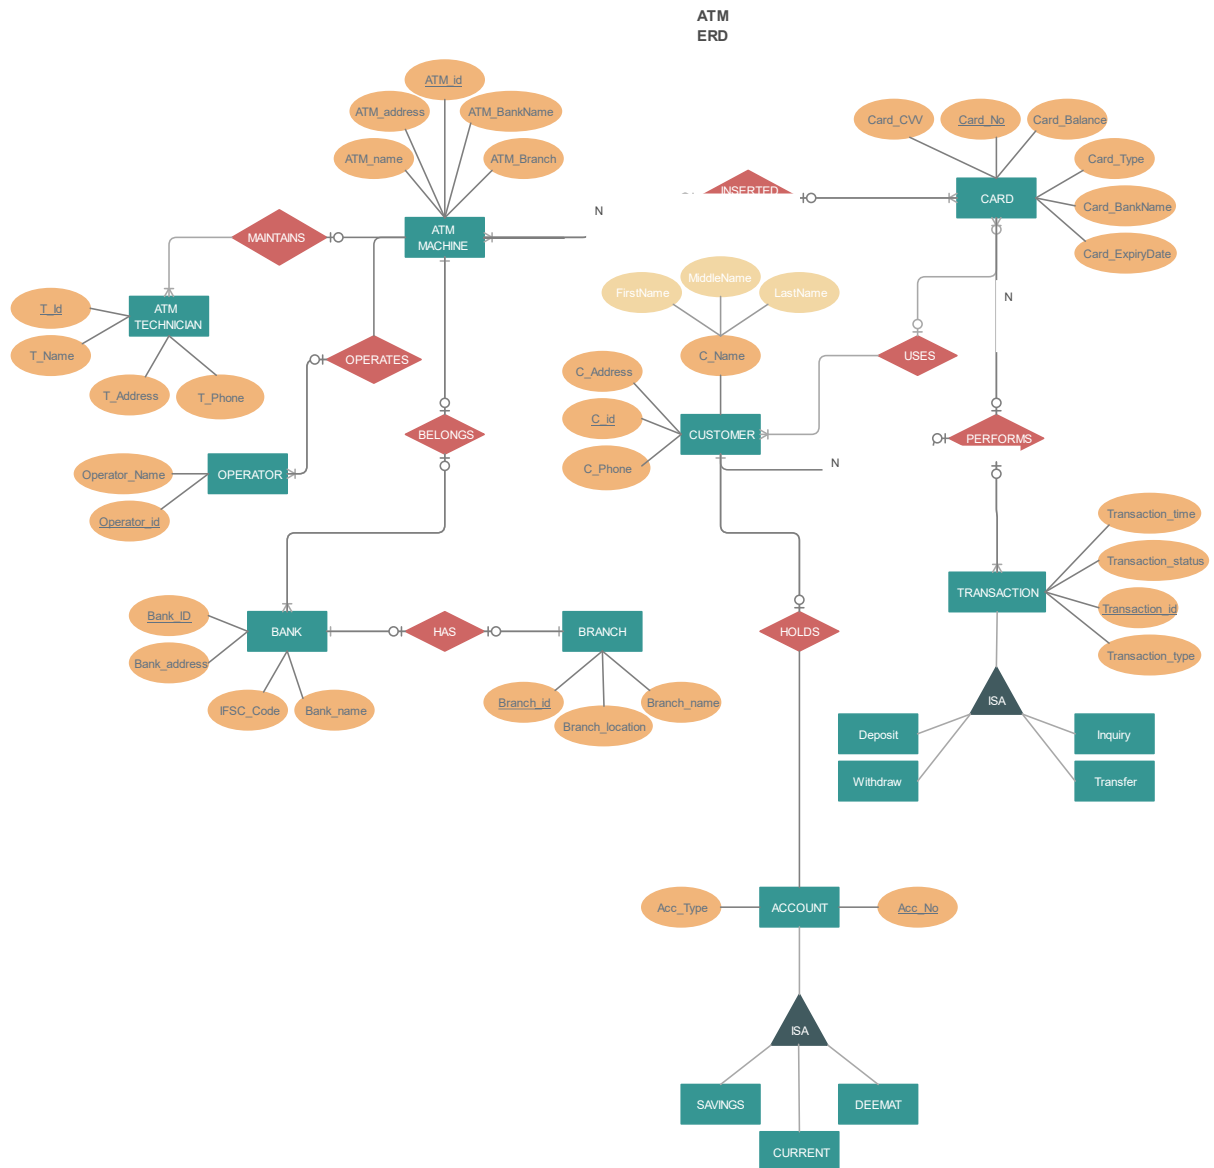 ATM
ERD
ATM_id
ATM_address
ATM_BankName
ATM_name
ATM_Branch
Card_CVV
Card_No
Card_Balance
Card_Type
Card_BankName
Card_ExpiryDate
INSERTED
CARD
N
MAINTAINS
ATM
MACHINE
MiddleName
FirstName
LastName
N
T_Id
ATM
TECHNICIAN
T_Name
T_Address
T_Phone
OPERATES
C_Name
USES
C_Address
C_id
C_Phone
CUSTOMER
BELONGS
PERFORMS
N
Operator_Name
OPERATOR
Operator_id
Transaction_time
Transaction_status
TRANSACTION
Transaction_id
Transaction_type
Bank_ID
BANK
HAS
BRANCH
HOLDS
Bank_address
IFSC_Code
Bank_name
Branch_id
Branch_location
Branch_name
ISA
Deposit
Inquiry
Withdraw
Transfer
Acc_Type
ACCOUNT
Acc_No
ISA
SAVINGS
DEEMAT
CURRENT